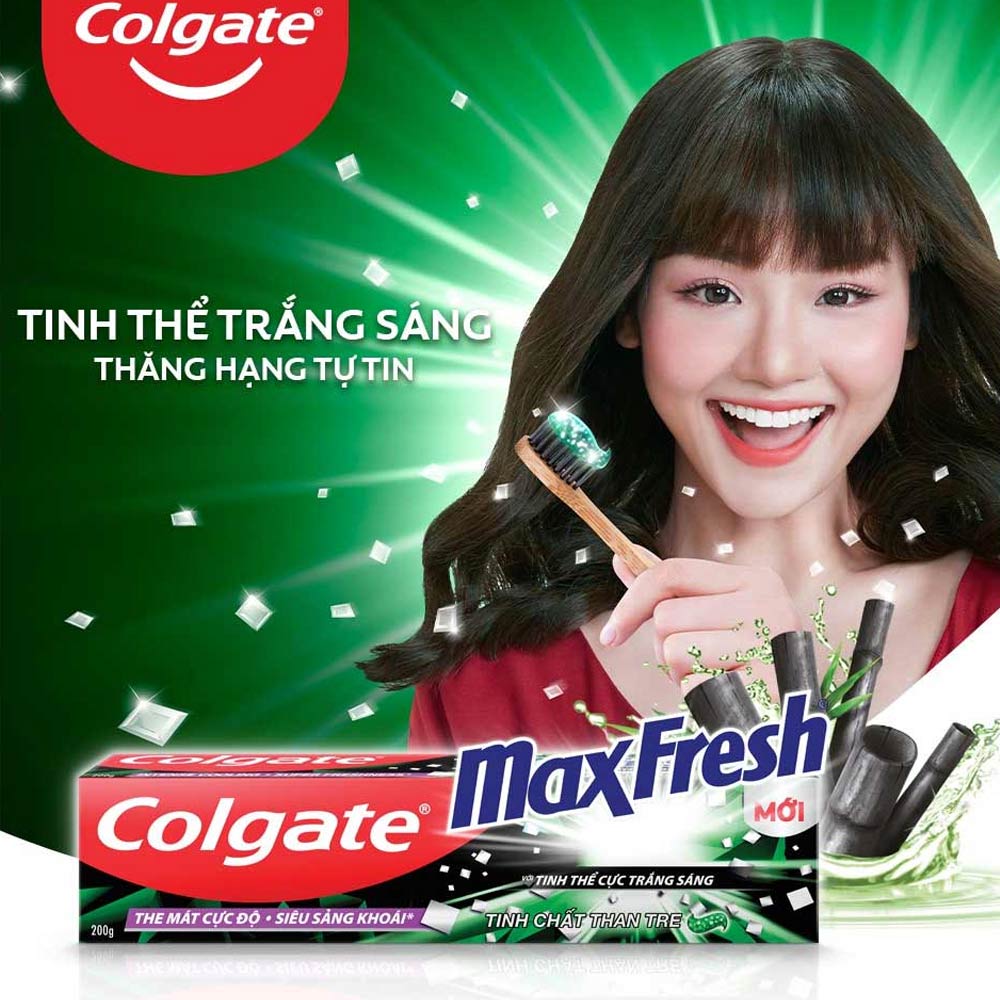 Colgate®
TINH THỂ TRẮNG SÁNG
THĂNG HẠNG TỰ TIN
Colgate®
MaxFresh®
MỚI
VỚI TINH THỂ CỰC TRẮNG SÁNG
THE MÁT CỰC ĐỘ • SIÊU SẢNG KHOÁI*
TINH CHẤT THAN TRE
200g